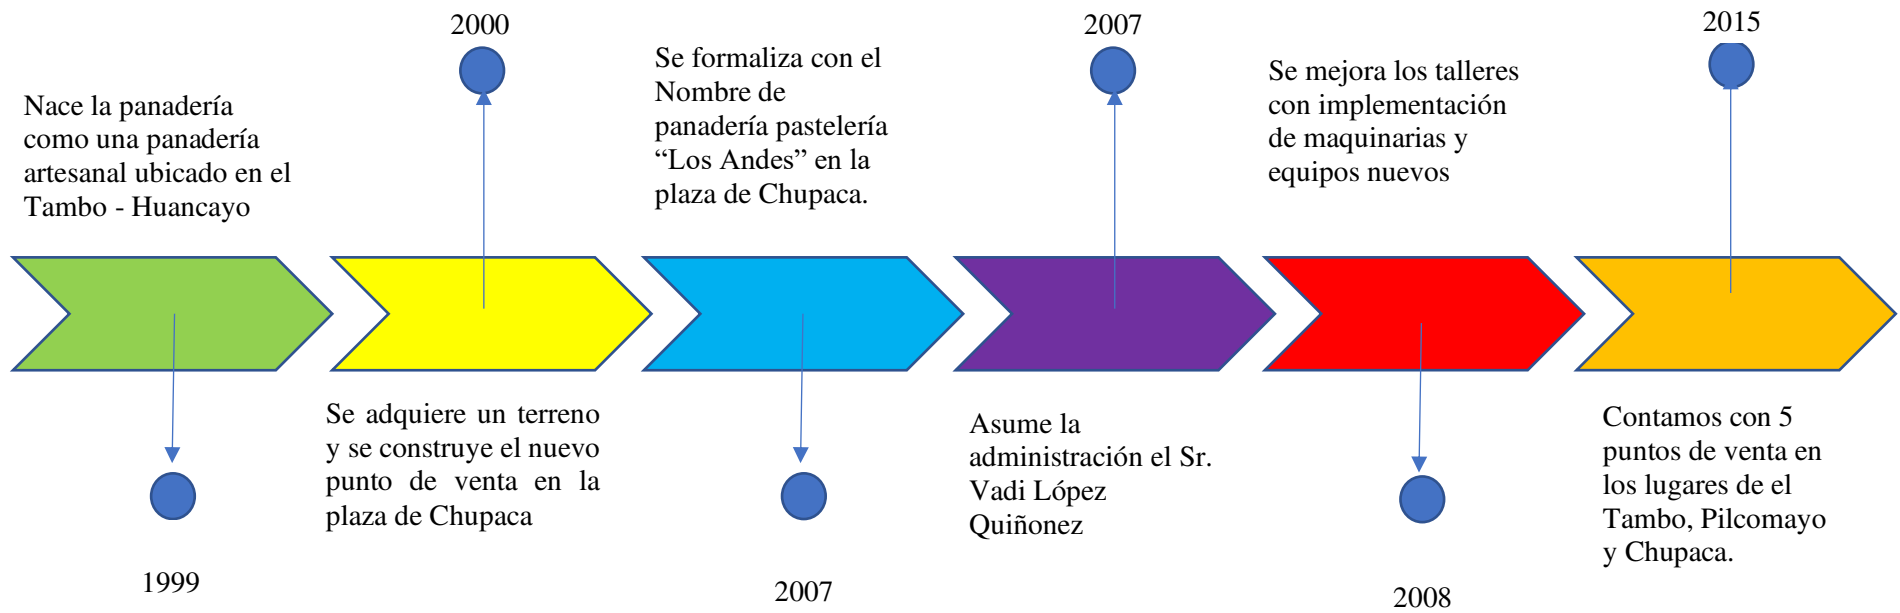 Nace la panadería
como una panadería
artesanal ubicado en el
Tambo - Huancayo
1999
2000
Se adquiere un terreno
y se construye el nuevo
punto de venta en la
plaza de Chupaca
Se formaliza con el
Nombre de
panadería pastelería
“Los Andes” en la
plaza de Chupaca.
2007
2007
Asume la
administración el Sr.
Vadi López
Quiñonez
Se mejora los talleres
con implementación
de maquinarias y
equipos nuevos
2008
2015
Contamos con 5
puntos de venta en
los lugares de el
Tambo, Pilcomayo
y Chupaca.